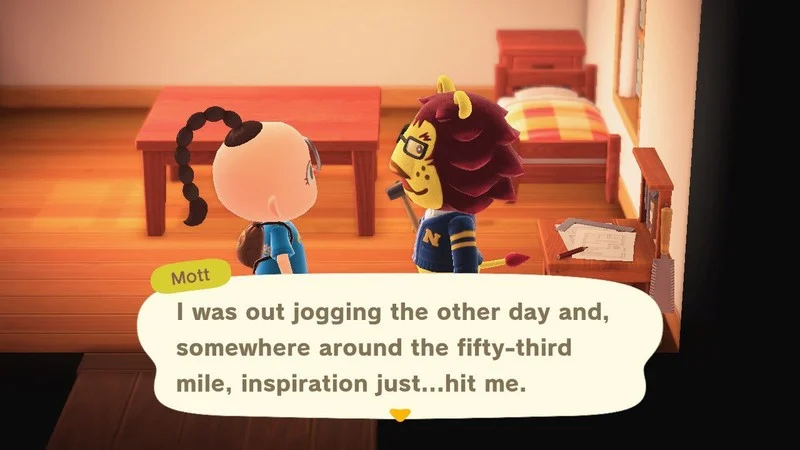 N
Mott
I was out jogging the other day and,
somewhere around the fifty-third
mile, inspiration just...hit me.